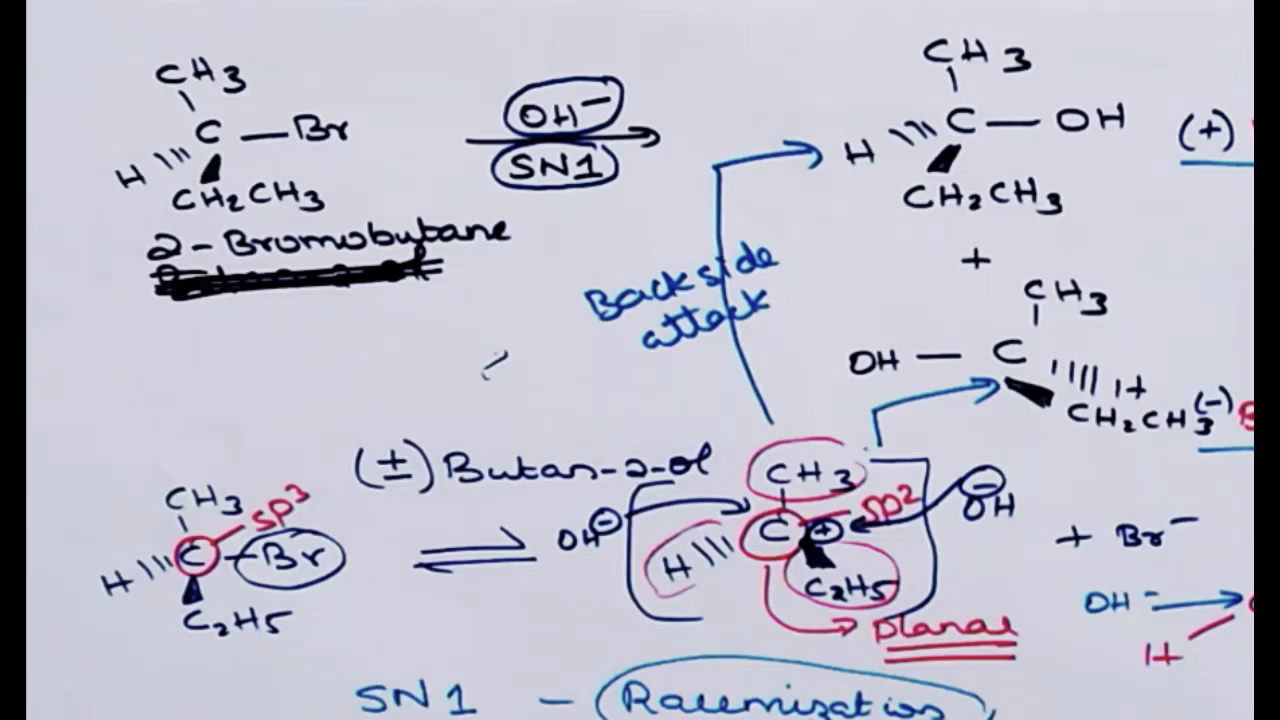 CH3
C — Br
H
CH2CH3
2-Bromobutane
OH−
SN1
CH3
H C — OH (+)
CH2CH3
+
Backside
attack
CH3
OH — C
H
CH2CH3 (−)
(±) Butan-2-ol
CH3 SP3
H C — Br
C2H5
OH⊖
CH3 SP2
H C ⊕
C2H5
⊖
OH
+ Br−
OH−
H
Planar
SN1 - Racemization